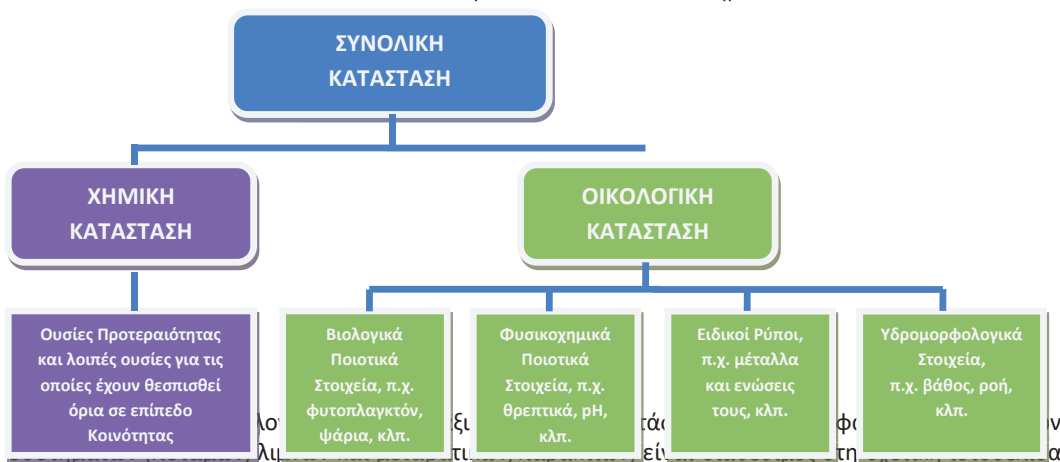 ΣΥΝΟΛΙΚΗ
ΚΑΤΑΣΤΑΣΗ
ΧΗΜΙΚΗ
ΚΑΤΑΣΤΑΣΗ
ΟΙΚΟΛΟΓΙΚΗ
ΚΑΤΑΣΤΑΣΗ
Ουσίες Προτεραιότητας
και λοιπές ουσίες για τις
οποίες έχουν θεσπισθεί
όρια σε επίπεδο
Κοινότητας
Βιολογικά
Ποιοτικά
Στοιχεία, π.χ.
φυτοπλαγκτόν,
ψάρια, κλπ.
Φυσικοχημικά
Ποιοτικά
Στοιχεία, π.χ.
θρεπτικά, pH,
κλπ.
Ειδικοί Ρύποι,
π.χ. μέταλλα
και ενώσεις
τους, κλπ.
Υδρομορφολογικά
Στοιχεία,
π.χ. βάθος, ροή,
κλπ.